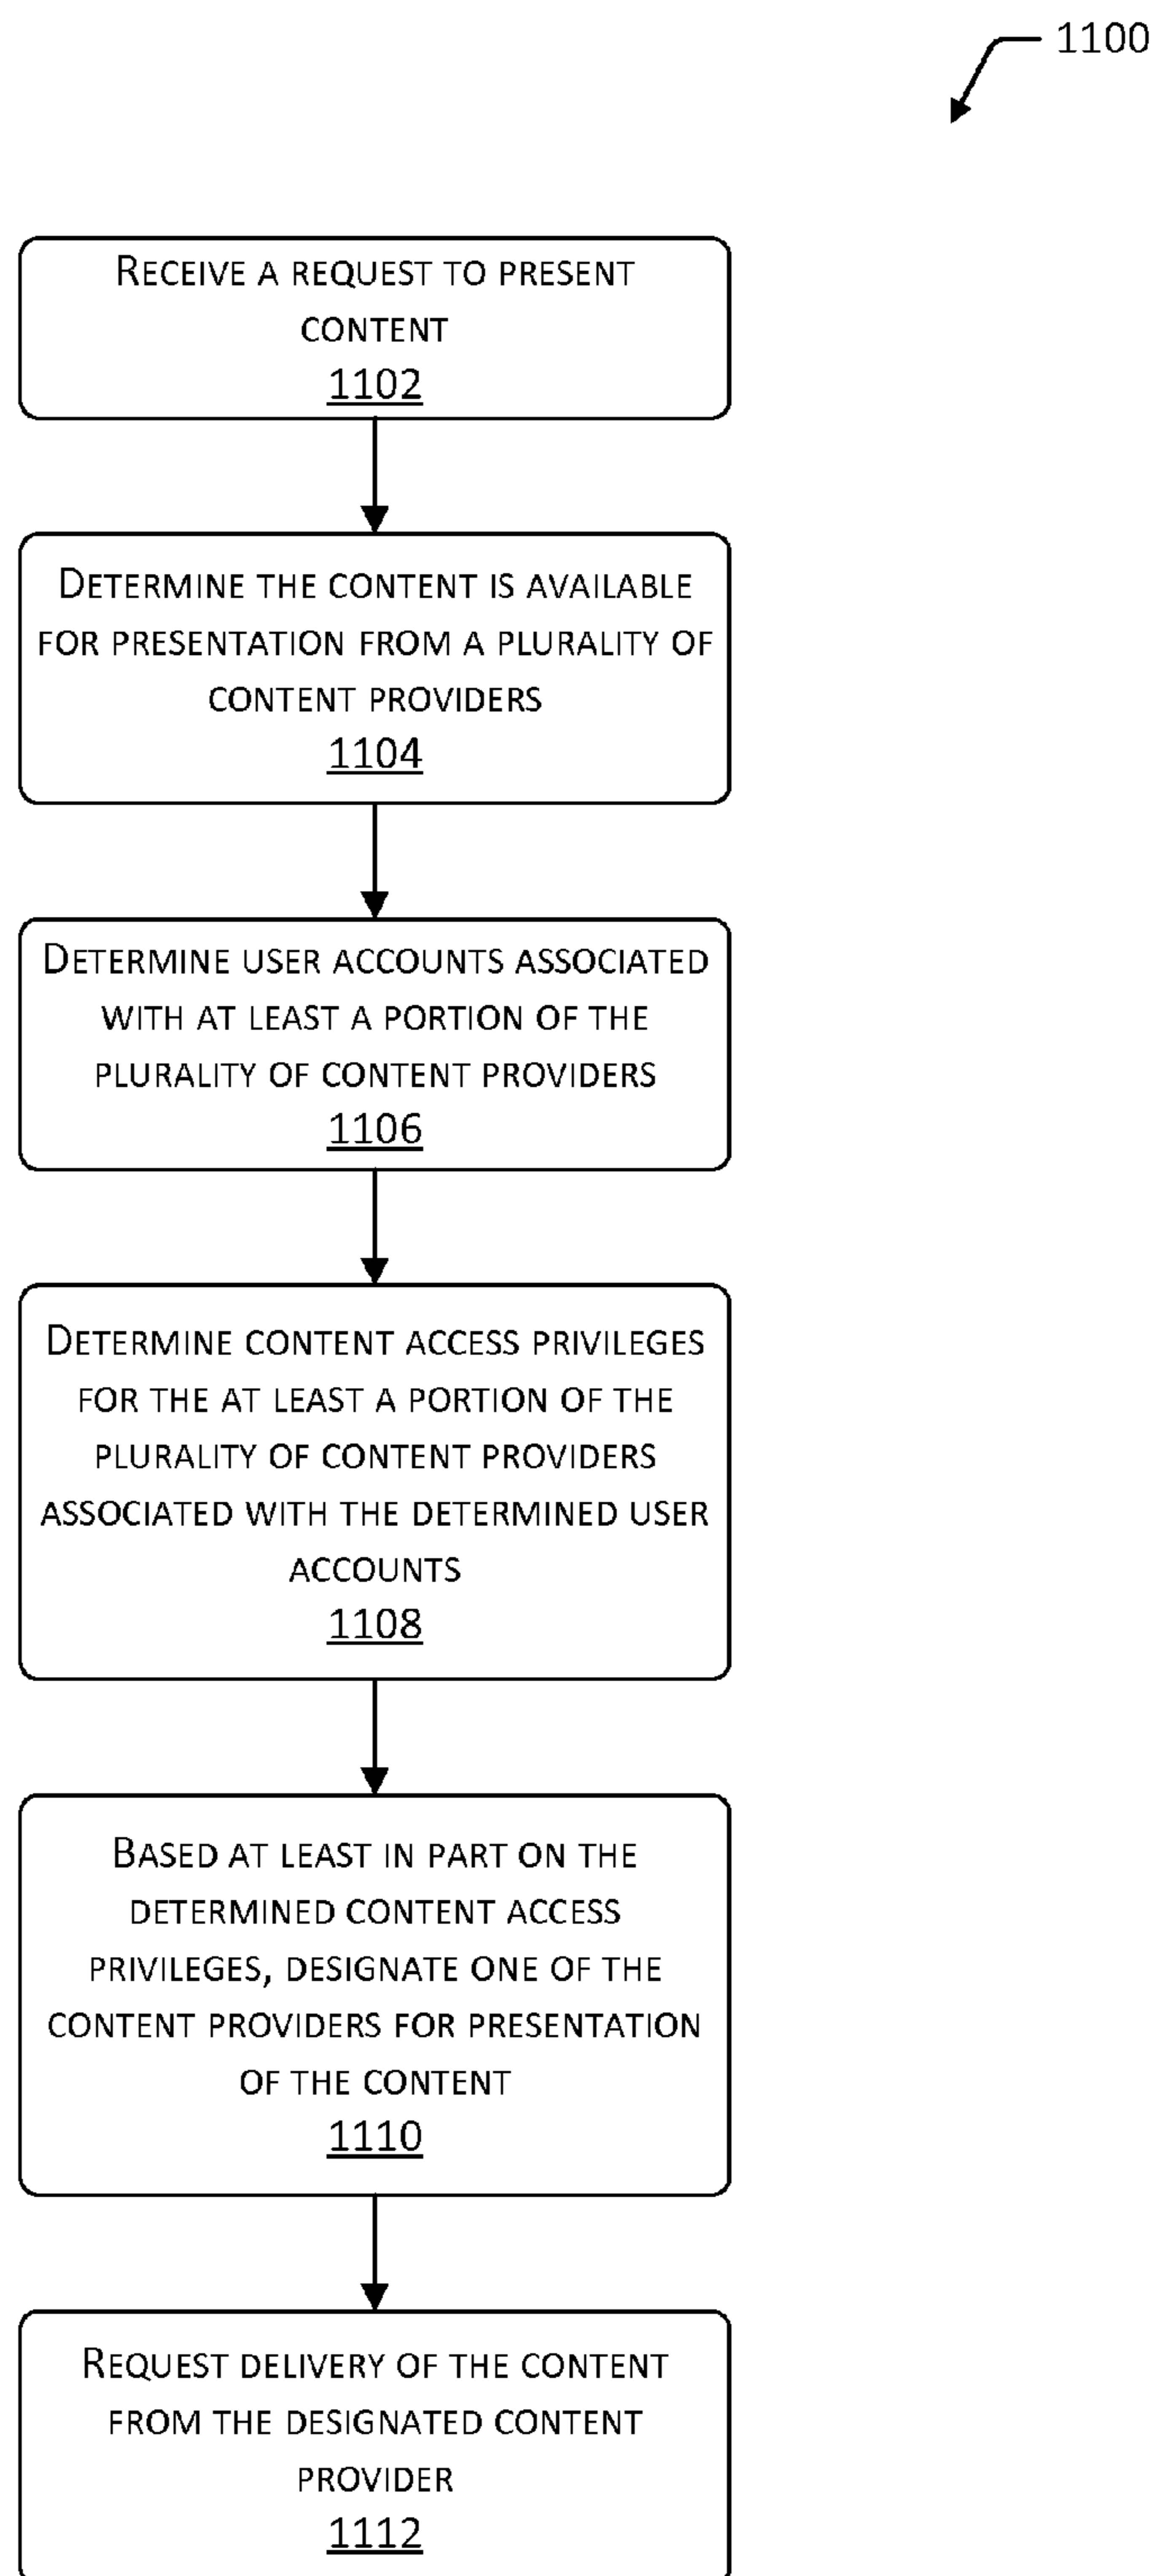 1100
RECEIVE A REQUEST TO PRESENT
CONTENT
1102
DETERMINE THE CONTENT IS AVAILABLE
FOR PRESENTATION FROM A PLURALITY OF
CONTENT PROVIDERS
1104
DETERMINE USER ACCOUNTS ASSOCIATED
WITH AT LEAST A PORTION OF THE
PLURALITY OF CONTENT PROVIDERS
1106
DETERMINE CONTENT ACCESS PRIVILEGES
FOR THE AT LEAST A PORTION OF THE
PLURALITY OF CONTENT PROVIDERS
ASSOCIATED WITH THE DETERMINED USER
ACCOUNTS
1108
BASED AT LEAST IN PART ON THE
DETERMINED CONTENT ACCESS
PRIVILEGES, DESIGNATE ONE OF THE
CONTENT PROVIDERS FOR PRESENTATION
OF THE CONTENT
1110
REQUEST DELIVERY OF THE CONTENT
FROM THE DESIGNATED CONTENT
PROVIDER
1112